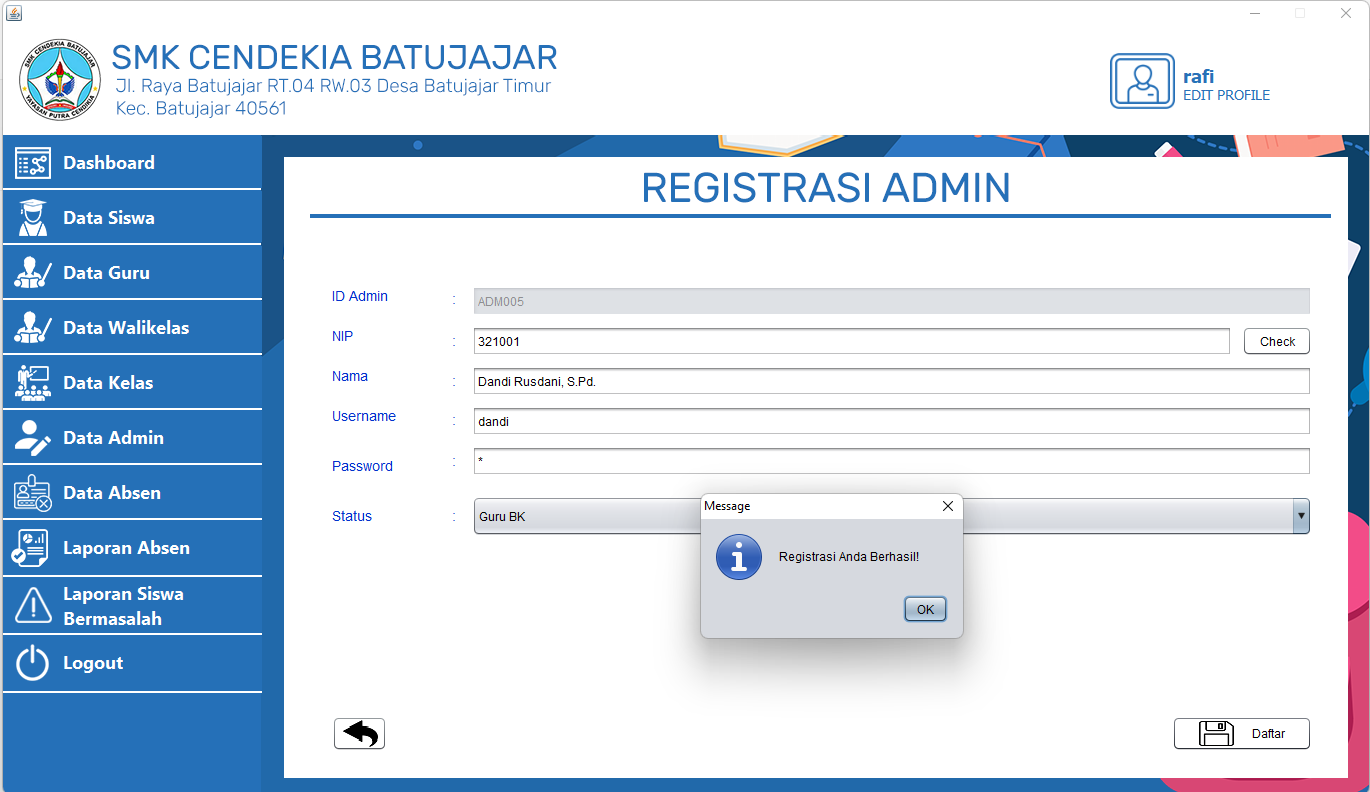 SMK CENDEKIA BATUJAJAR
Jl. Raya Batujajar RT.04 RW.03 Desa Batujajar Timur
Kec. Batujajar 40561
SMK CENDEKIA BATUJAJAR
YAYASAN PUTRA CENDIKIA
rafi
EDIT PROFILE
Dashboard
Data Siswa
Data Guru
Data Walikelas
Data Kelas
Data Admin
Data Absen
Laporan Absen
Laporan Siswa
Bermasalah
Logout
REGISTRASI ADMIN
ID Admin : ADM005
NIP : 321001 Check
Nama : Dandi Rusdani, S.Pd.
Username : dandi
Password : *
Status : Guru BK
Message
Registrasi Anda Berhasil!
OK
Daftar